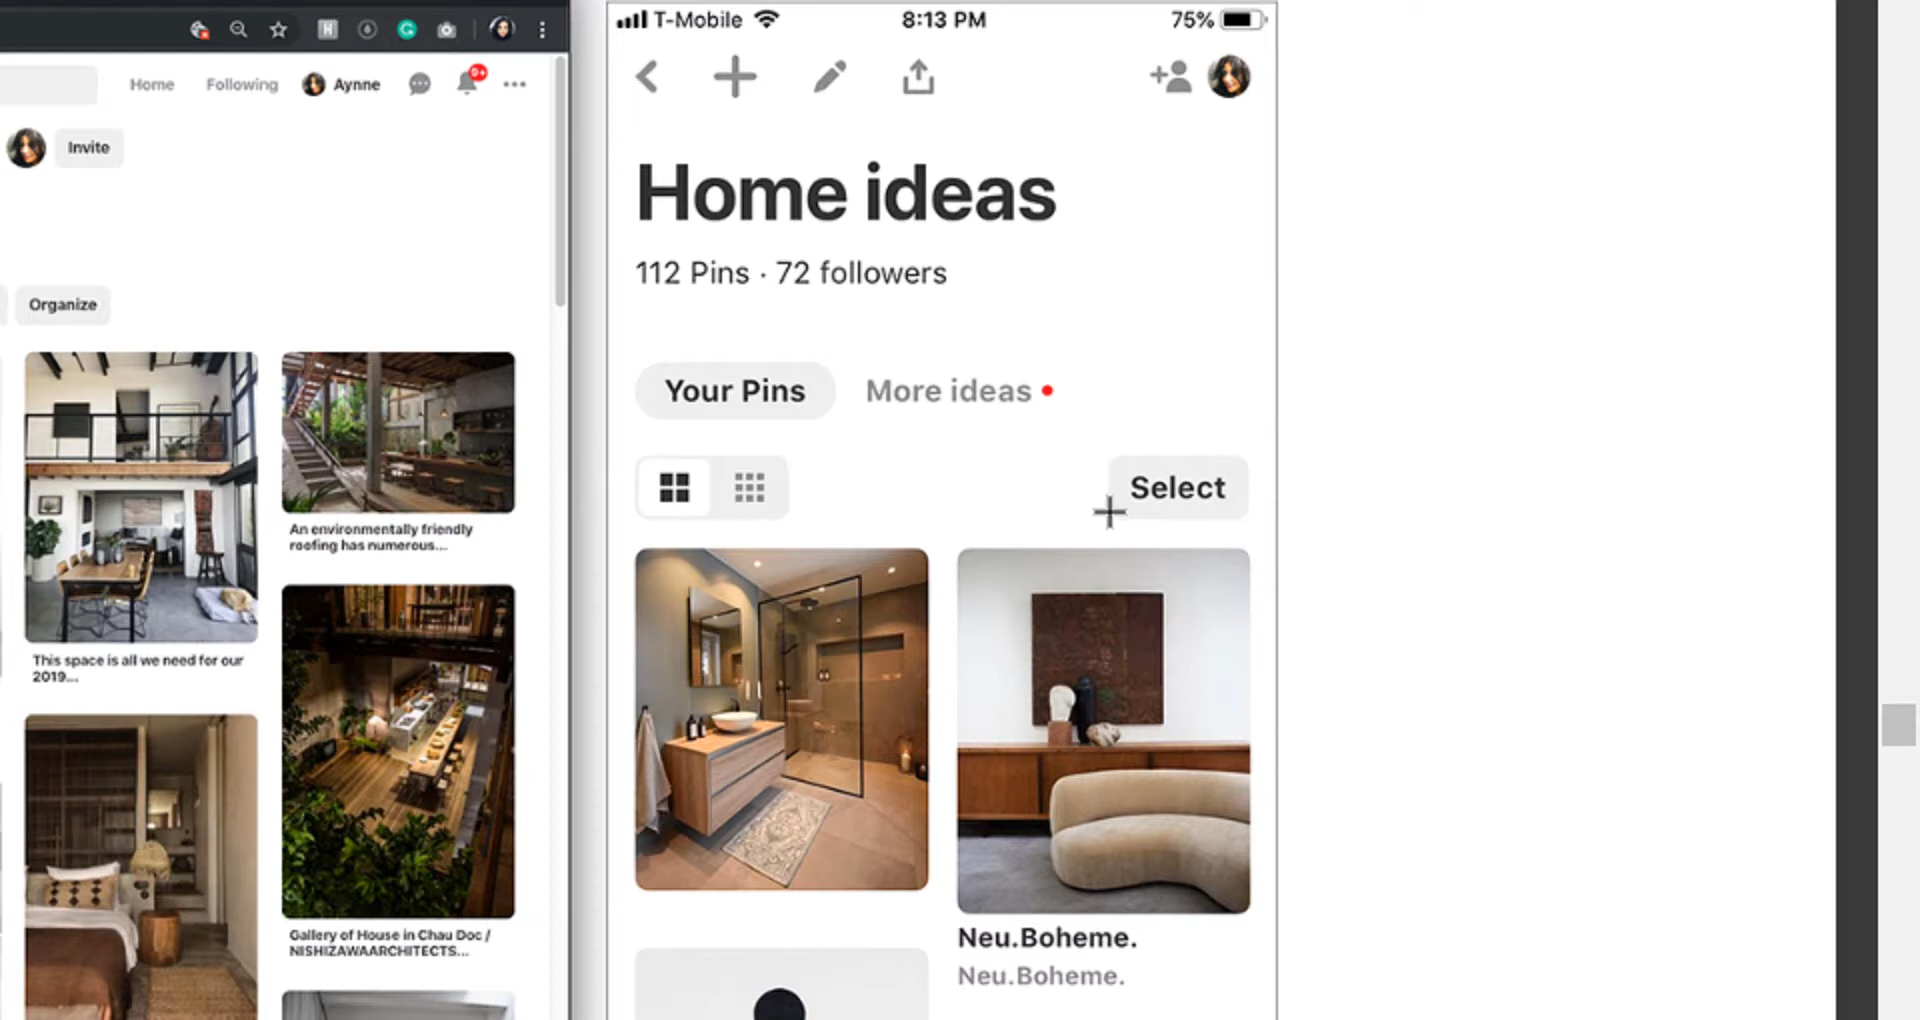 Home Following Aynne 9+
Invite
Organize
An environmentally friendly
roofing has numerous...
This space is all we need for our
2019...
Gallery of House in Chau Doc /
NISHIZAWAARCHITECTS...
T-Mobile 8:13 PM 75%
Home ideas
112 Pins · 72 followers
Your Pins More ideas
Select
Neu.Boheme.
Neu.Boheme.